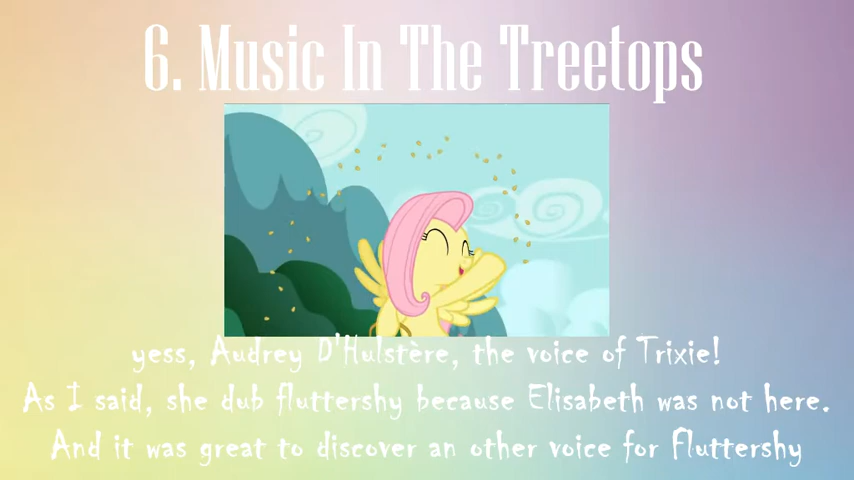 6. Music In The Treetops
yess, Audrey D'Hulstère, the voice of Trixie!
As I said, she dub fluttershy because Elisabeth was not here.
And it was great to discover an other voice for Fluttershy